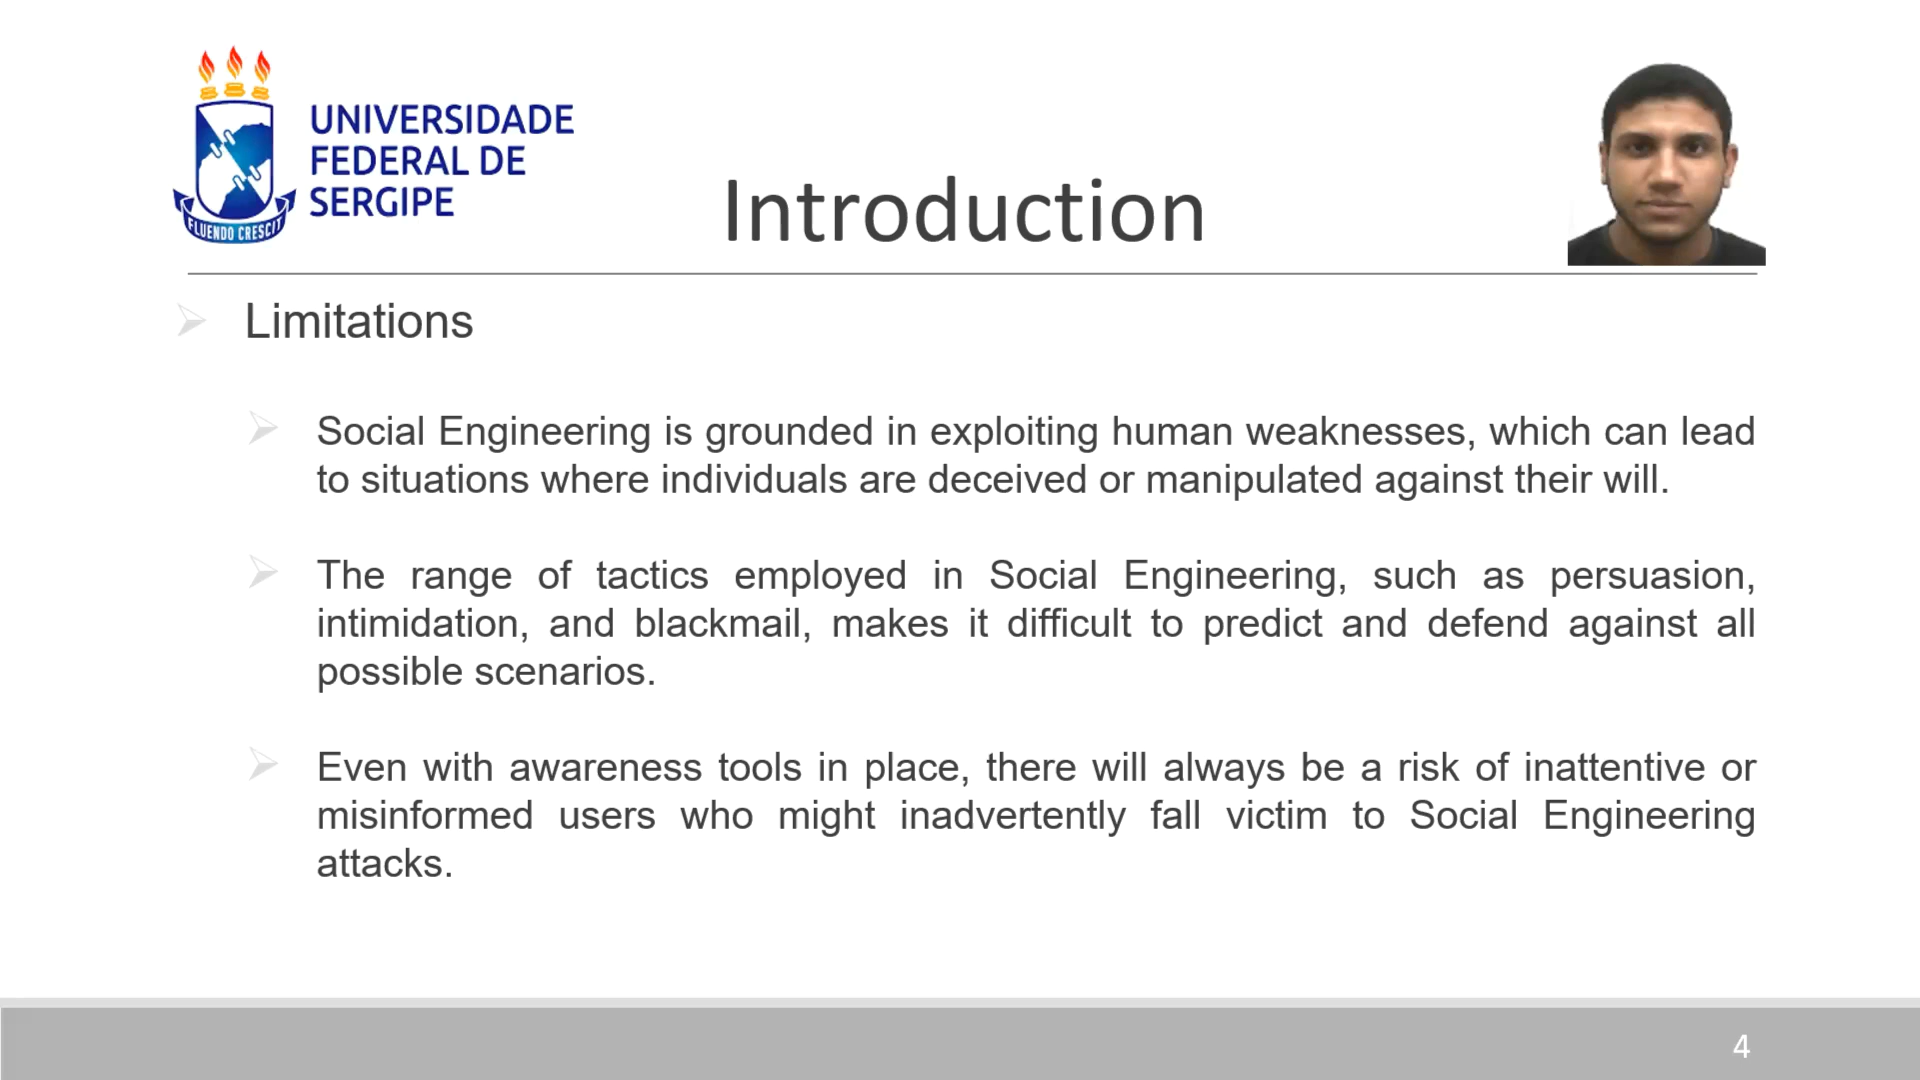 UNIVERSIDADE
FEDERAL DE
SERGIPE
FLUENDO CRESCIT
Introduction
Limitations
Social Engineering is grounded in exploiting human weaknesses, which can lead
to situations where individuals are deceived or manipulated against their will.
The range of tactics employed in Social Engineering, such as persuasion,
intimidation, and blackmail, makes it difficult to predict and defend against all
possible scenarios.
Even with awareness tools in place, there will always be a risk of inattentive or
misinformed users who might inadvertently fall victim to Social Engineering
attacks.
4